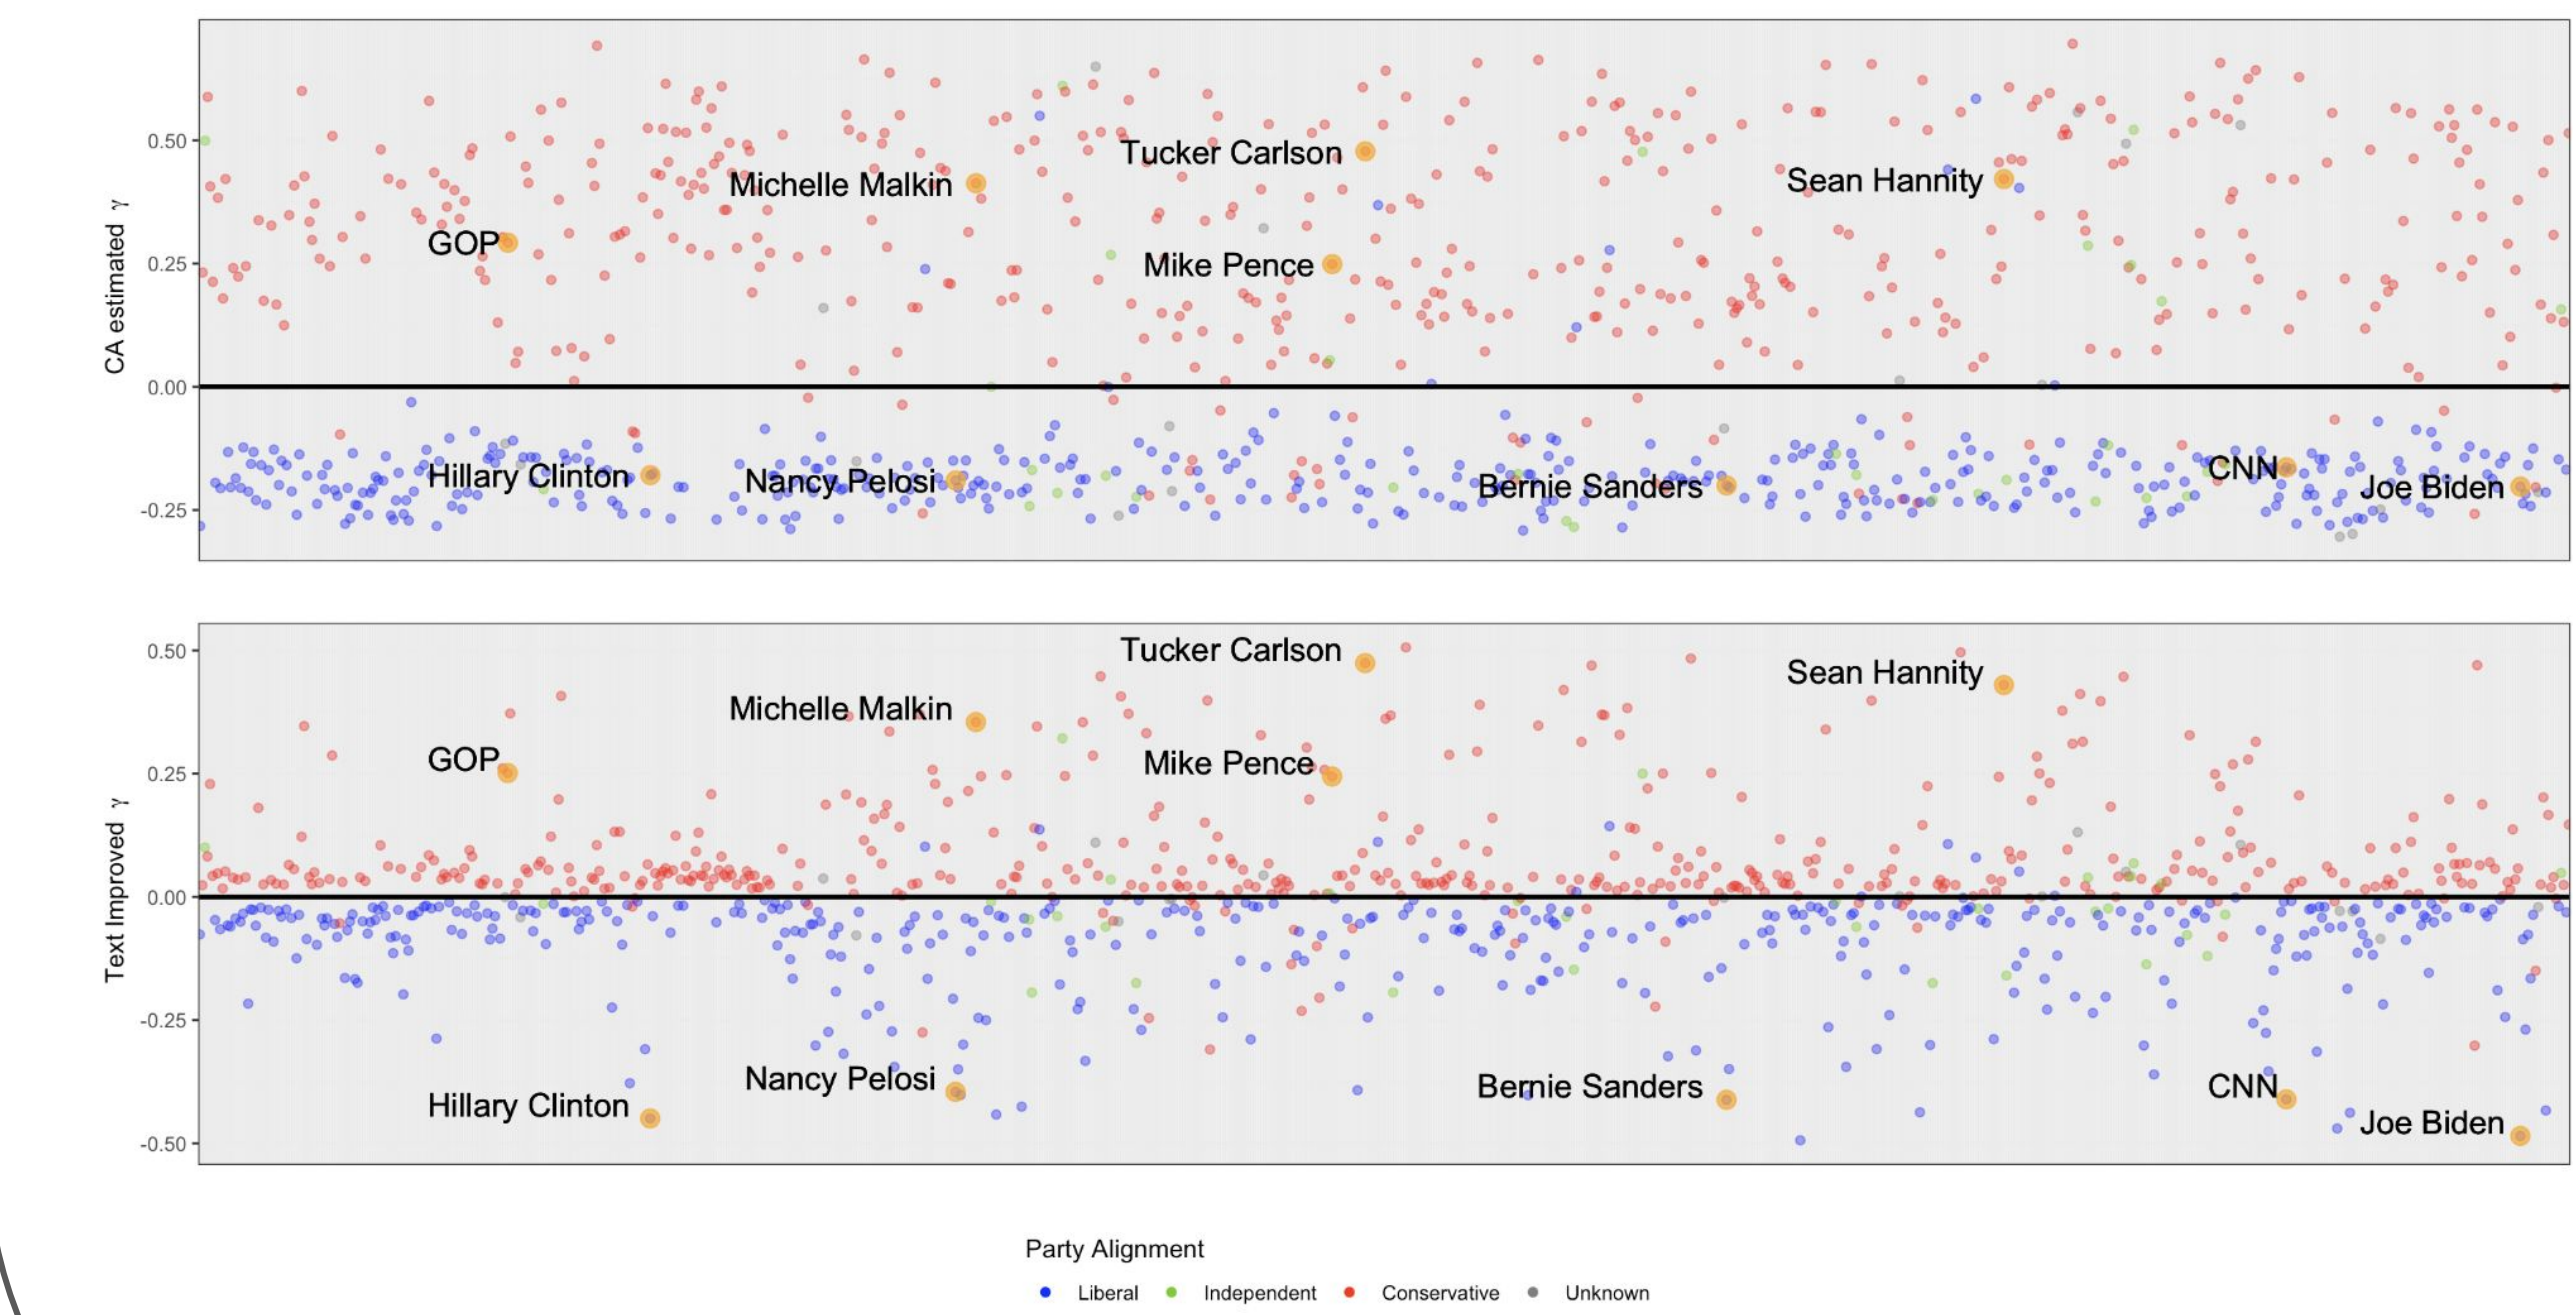 CA estimated γ
0.50
0.25
0.00
-0.25
Tucker Carlson
Michelle Malkin
Sean Hannity
GOP
Mike Pence
Hillary Clinton
Nancy Pelosi
Bernie Sanders
CNN
Joe Biden
Text Improved γ
0.50
0.25
0.00
-0.25
-0.50
Tucker Carlson
Sean Hannity
Michelle Malkin
GOP
Mike Pence
Nancy Pelosi
Bernie Sanders
CNN
Hillary Clinton
Joe Biden
Party Alignment
Liberal Independent Conservative Unknown